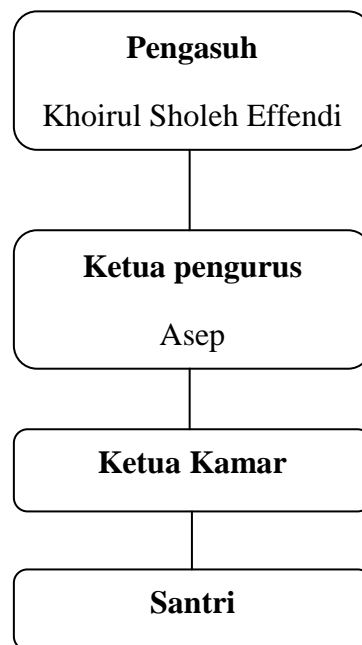 Pengasuh
Khoirul Sholeh Effendi
Ketua pengurus
Asep
Ketua Kamar
Santri